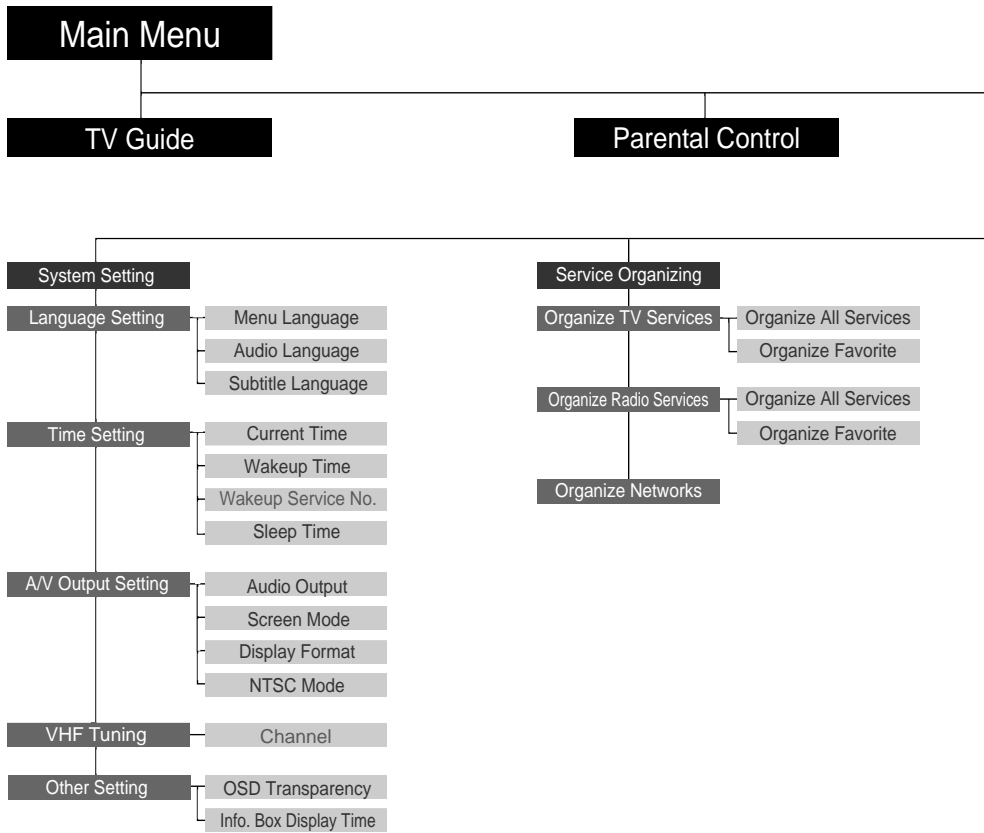 Main Menu
TV Guide
Parental Control
System Setting
Language Setting
Menu Language
Audio Language
Subtitle Language
Time Setting
Current Time
Wakeup Time
Wakeup Service No.
Sleep Time
A/V Output Setting
Audio Output
Screen Mode
Display Format
NTSC Mode
VHF Tuning
Channel
Other Setting
OSD Transparency
Info. Box Display Time
Service Organizing
Organize TV Services
Organize All Services
Organize Favorite
Organize Radio Services
Organize All Services
Organize Favorite
Organize Networks